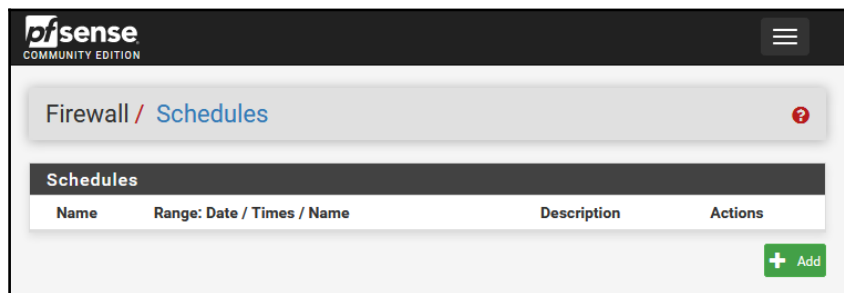 pfsense
COMMUNITY EDITION
Firewall / Schedules
Schedules
Name Range: Date / Times / Name Description Actions
Add